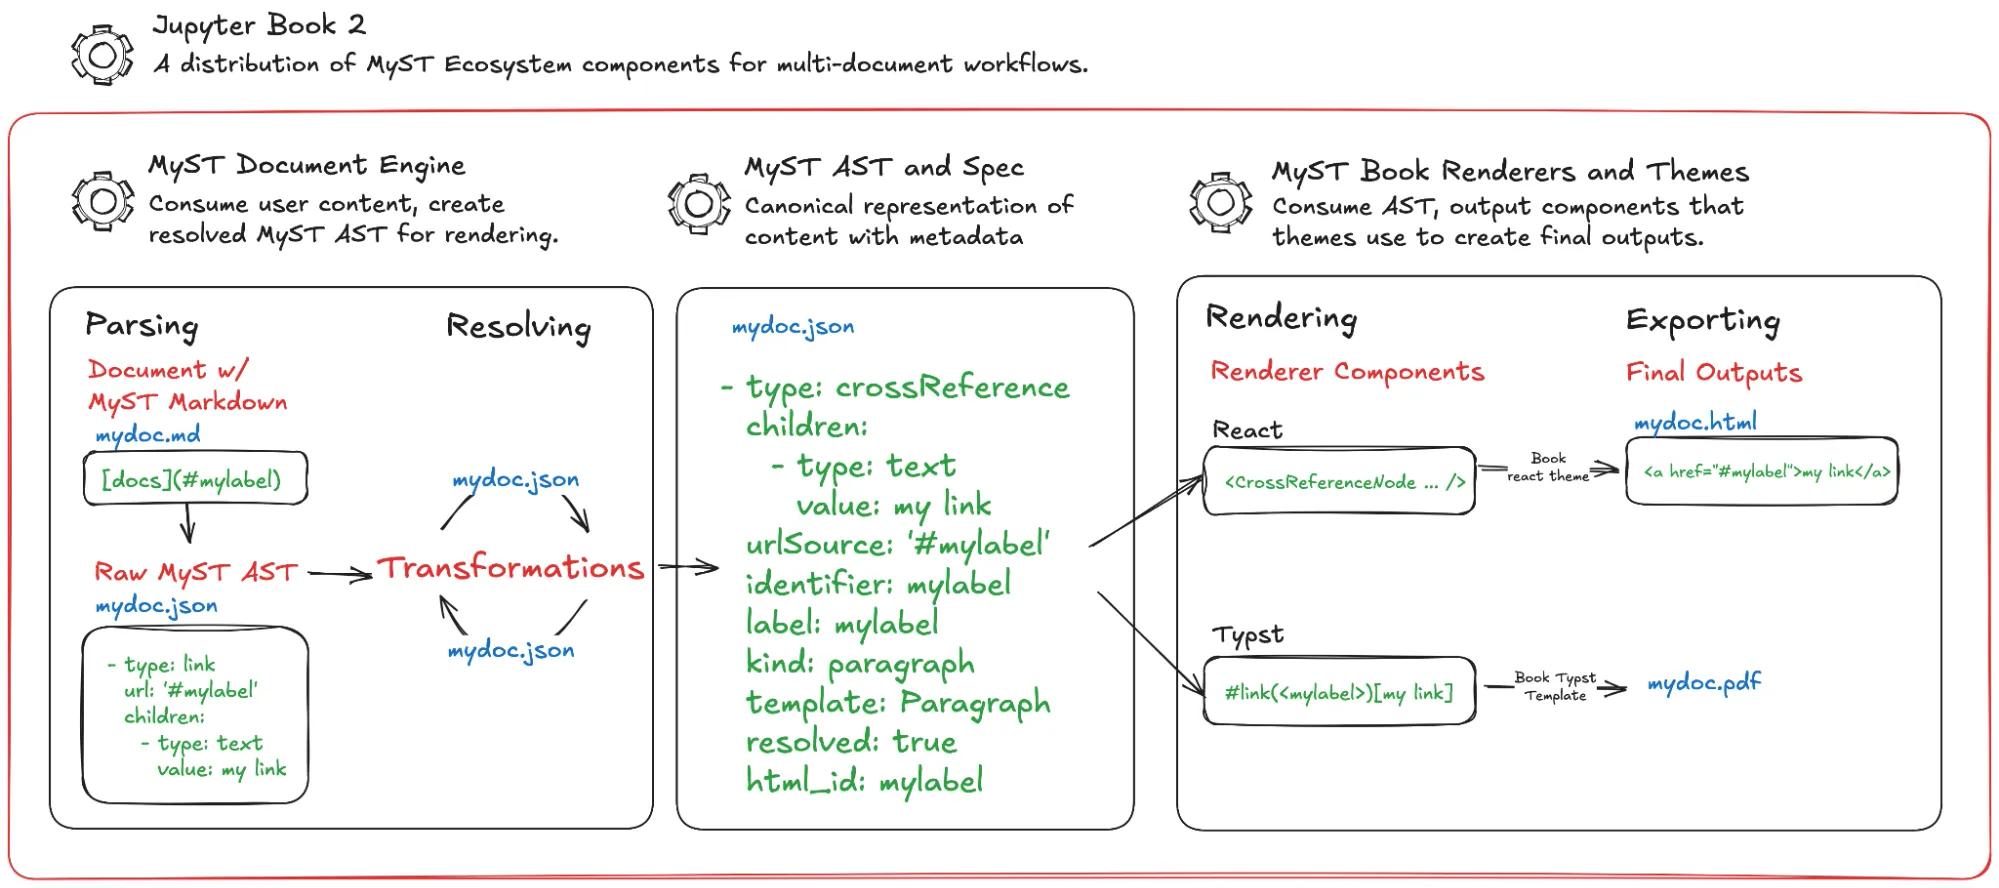 Jupyter Book 2
A distribution of MyST Ecosystem components for multi-document workflows.
MyST Document Engine
Consume user content, create
resolved MyST AST for rendering.
Parsing
Document w/
MyST Markdown
mydoc.md
[docs](#mylabel)
Raw MyST AST
mydoc.json
- type: link
url: '#mylabel'
children:
- type: text
value: my link
Resolving
mydoc.json
Transformations
mydoc.json
MyST AST and Spec
Canonical representation of
content with metadata
mydoc.json
- type: crossReference
children:
- type: text
value: my link
urlSource: '#mylabel'
identifier: mylabel
label: mylabel
kind: paragraph
template: Paragraph
resolved: true
html_id: mylabel
MyST Book Renderers and Themes
Consume AST, output components that
themes use to create final outputs.
Rendering
Renderer Components
React
<CrossReferenceNode ... />
Book
react theme
Typst
#link(<mylabel>)[my link]
Book Typst
Template
Exporting
Final Outputs
mydoc.html
<a href="#mylabel">my link</a>
mydoc.pdf